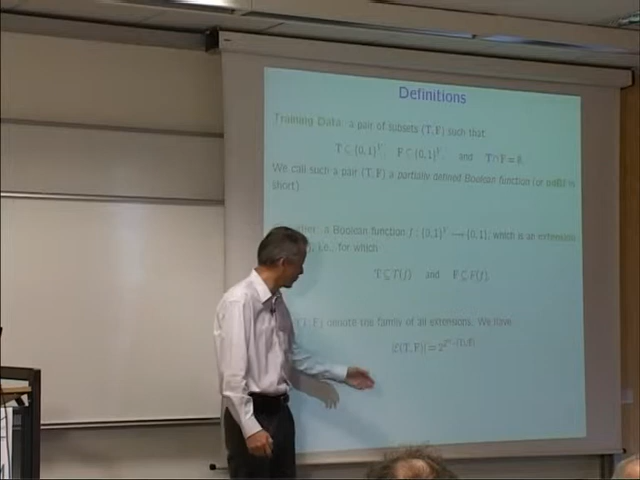 Definitions
Training Data: a pair of subsets (T, F) such that
T ⊆ {0,1}ⁿ, F ⊆ {0,1}ⁿ, and T ∩ F = ∅.
We call such a pair (T, F) a partially defined Boolean function (or pdBf in
short).
a Boolean function f : {0,1}ⁿ → {0,1}, which is an extension
i.e., for which
T ⊆ T(f) and F ⊆ F(f).
(T, F) denote the family of all extensions. We have